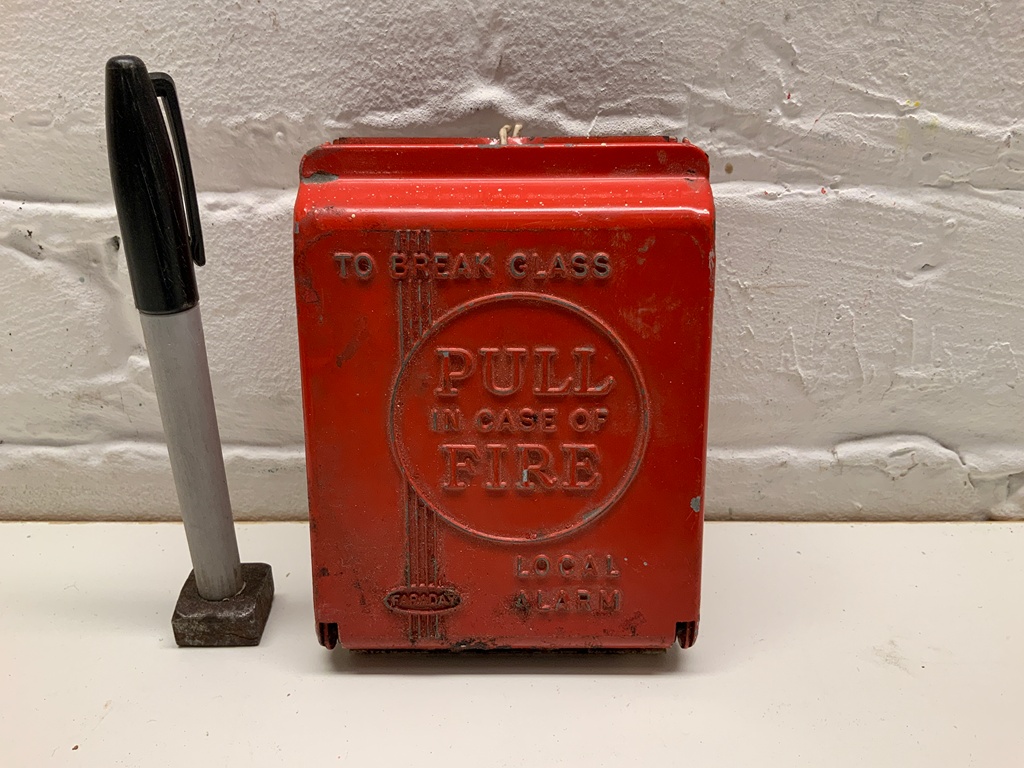 TO BREAK GLASS
PULL
IN CASE OF
FIRE
LOCAL
ALARM
FARADAY